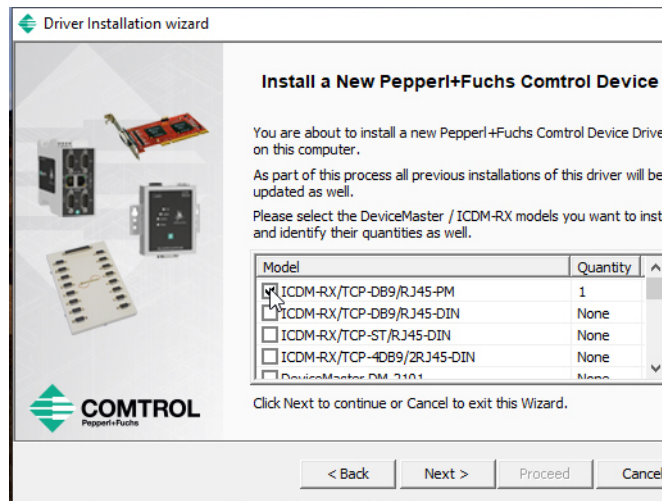 Driver Installation wizard
Install a New Pepperl+Fuchs Comtrol Device
You are about to install a new Pepperl+Fuchs Comtrol Device Drive
on this computer.
As part of this process all previous installations of this driver will be
updated as well.
Please select the DeviceMaster / ICDM-RX models you want to inst
and identify their quantities as well.
Model Quantity
ICDM-RX/TCP-DB9/RJ45-PM 1
ICDM-RX/TCP-DB9/RJ45-DIN None
ICDM-RX/TCP-ST/RJ45-DIN None
ICDM-RX/TCP-4DB9/2RJ45-DIN None
DeviceMaster DM-2101 None
Click Next to continue or Cancel to exit this Wizard.
COMTROL
Pepperl+Fuchs
< Back Next > Proceed Cancel